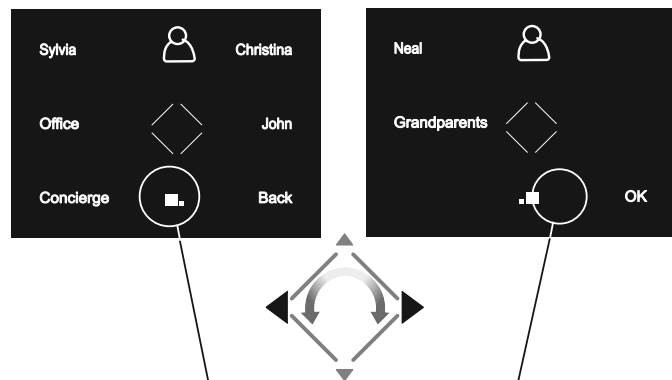 Sylvia
Christina
Office
John
Concierge
Back
Neal
Grandparents
OK